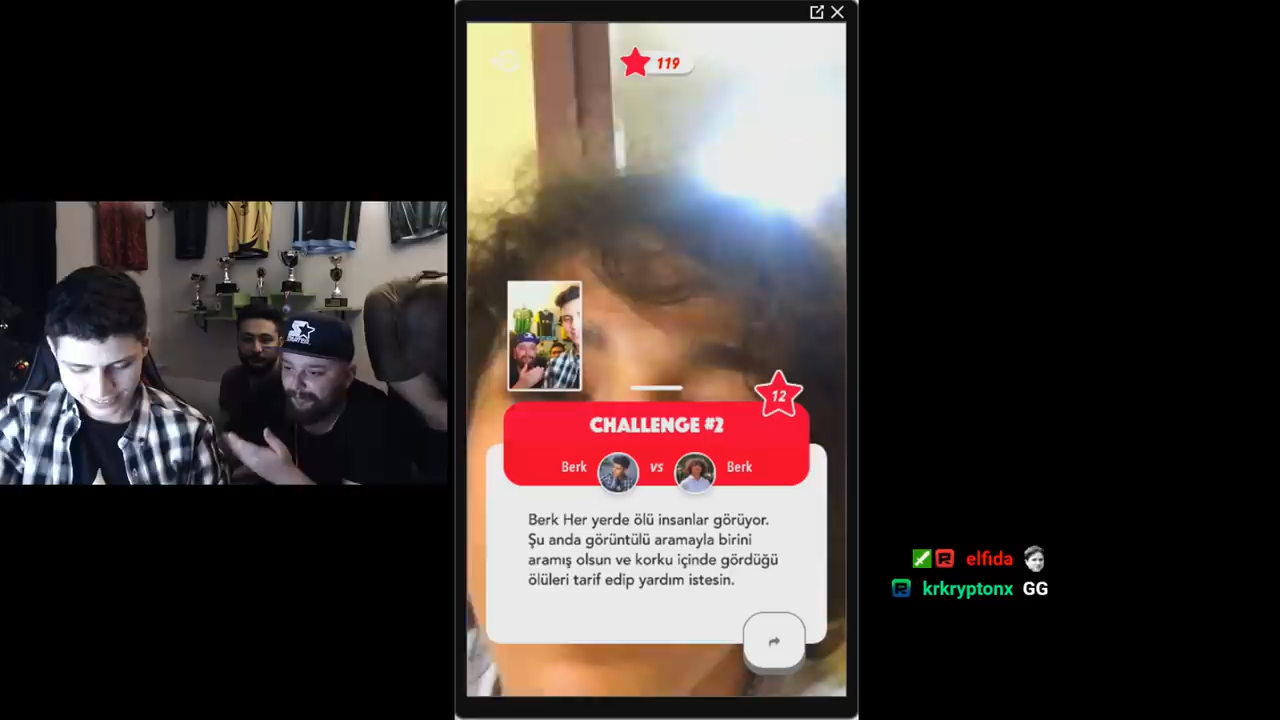 119
12
CHALLENGE #2
Berk vs Berk
Berk Her yerde ölü insanlar görüyor.
Şu anda görüntülü aramayla birini
aramış olsun ve korku içinde gördüğü
ölüleri tarif edip yardım istesin.
elfida
krkryptonx GG